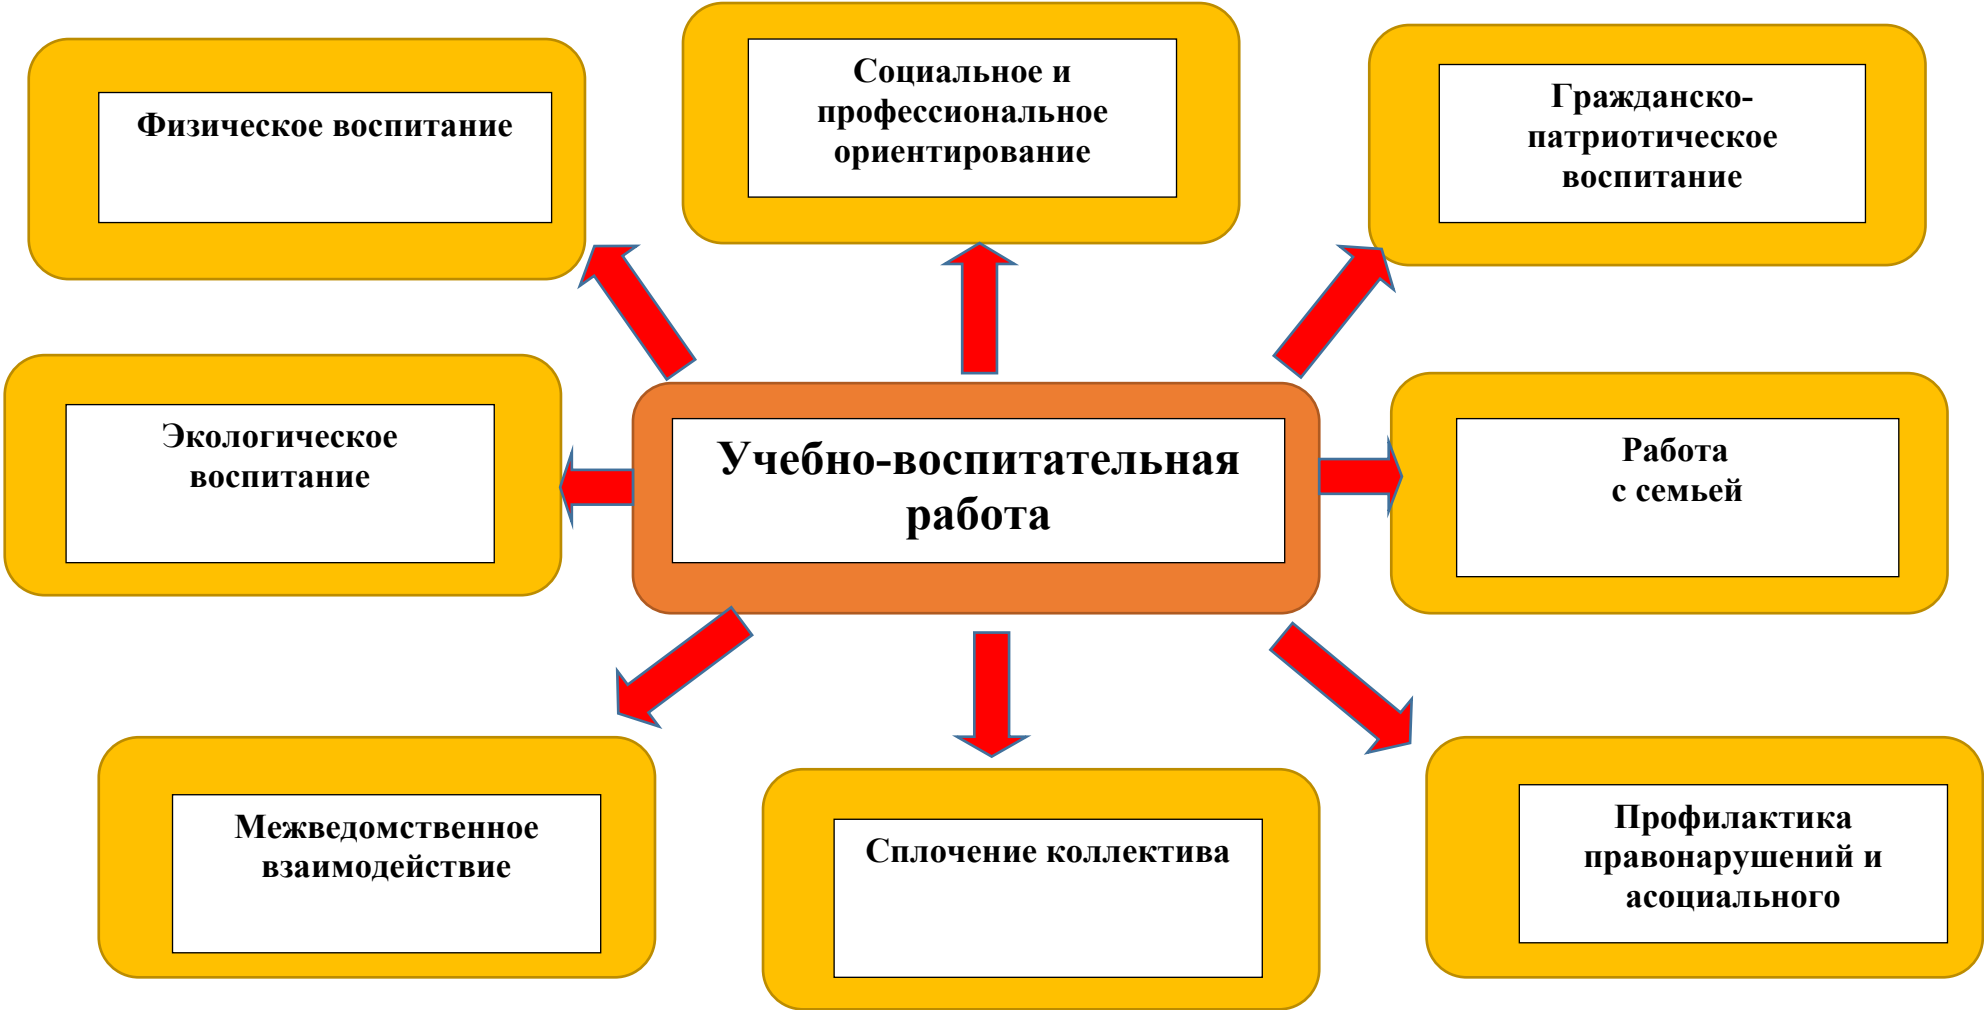 Физическое воспитание
Социальное и
профессиональное
ориентирование
Гражданско-
патриотическое
воспитание
Экологическое
воспитание
Учебно-воспитательная
работа
Работа
с семьей
Межведомственное
взаимодействие
Сплочение коллектива
Профилактика
правонарушений и
асоциального